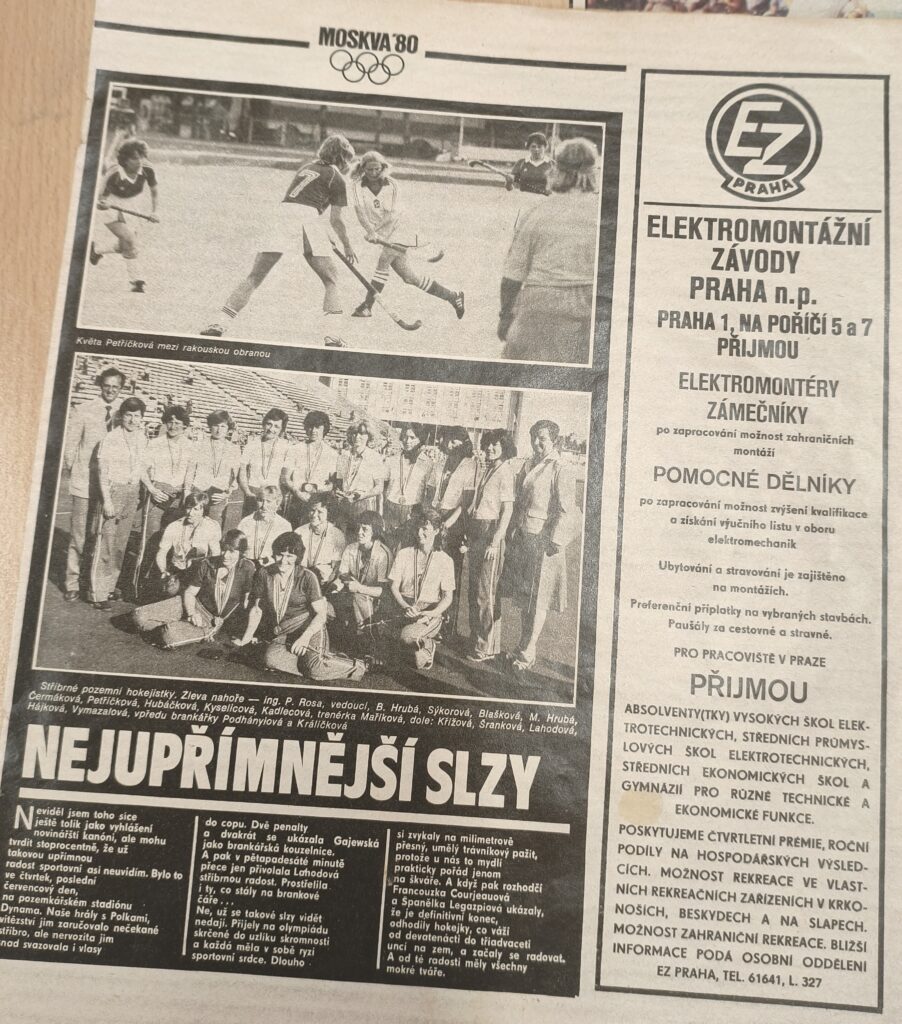 MOSKVA '80
Květa Petříčková mezi rakouskou obranou
Stříbrné pozemní hokejistky. Zleva nahoře — ing. P. Rosa, vedoucí, B. Hrubá, Sýkorová, Blašková, M. Hrubá,
Čermáková, Petříčková, Hubáčková, Kyselicová, Kadlecová, trenérka Maříková, dole: Křížová, Šranková, Lahodová,
Hájková, Vymazalová, vpředu brankářky Podhányiová a Králíčková
NEJUPŘÍMNĚJŠÍ SLZY
Neviděl jsem toho sice
ještě tolik jako vyhlášení
novinářští kanóni, ale mohu
tvrdit stoprocentně, že už
takovou upřímnou
radost sportovní asi neuvidím. Bylo to
ve čtvrtek, poslední
červencový den,
na pozemkářském stadiónu
Dynama. Naše hrály s Polkami,
vítězství jim zaručovalo nečekané
stříbro, ale nervozita jim
snad svazovala i vlasy
do copu. Dvě penalty
a dvakrát se ukázala Gajewská
jako brankářská kouzelnice.
A pak v pětapadesáté minutě
přece jen přivolala Lahodová
stříbrnou radost. Prostřelila
i ty, co stály na brankové
čáře...
Ne, už se takové slzy vidět
nedají. Přijely na olympiádu
skrčené do uzlíku skromnosti
a každá měla v sobě ryzí
sportovní srdce. Dlouho
si zvykaly na milimetrově
přesný, umělý trávníkový pažit,
protože u nás to mydlí
prakticky pořád jenom
na škváře. A když pak rozhodčí
Francouzka Courjeauová
a Španělka Legazpiová ukázaly,
že je definitivní konec,
odhodily hokejky, co váží
od devatenácti do třiadvaceti
uncí na zem, a začaly se radovat.
A od té radosti měly všechny
mokré tváře.
EZ
PRAHA
ELEKTROMONTÁŽNÍ
ZÁVODY
PRAHA n.p.
PRAHA 1, NA POŘÍČÍ 5 a 7
PŘIJMOU
ELEKTROMONTÉRY
ZÁMEČNÍKY
po zapracování možnost zahraničních
montáží
POMOCNÉ DĚLNÍKY
po zapracování možnost zvýšení kvalifikace
a získání výučního listu v oboru
elektromechanik
Ubytování a stravování je zajištěno
na montážích.
Preferenční příplatky na vybraných stavbách.
Paušály za cestovné a stravné.
PRO PRACOVIŠTĚ V PRAZE
PŘIJMOU
ABSOLVENTY(TKY) VYSOKÝCH ŠKOL ELEK-
TROTECHNICKÝCH, STŘEDNÍCH PRŮMYS-
LOVÝCH ŠKOL ELEKTROTECHNICKÝCH,
STŘEDNÍCH EKONOMICKÝCH ŠKOL A
GYMNÁZIÍ PRO RŮZNÉ TECHNICKÉ A
EKONOMICKÉ FUNKCE.
POSKYTUJEME ČTVRTLETNÍ PRÉMIE, ROČNÍ
PODÍLY NA HOSPODÁŘSKÝCH VÝSLED-
CÍCH. MOŽNOST REKREACE VE VLAST-
NÍCH REKREAČNÍCH ZAŘÍZENÍCH V KRKO-
NOŠÍCH, BESKYDECH A NA SLAPECH.
MOŽNOST ZAHRANIČNÍ REKREACE. BLIŽŠÍ
INFORMACE PODÁ OSOBNÍ ODDĚLENÍ
EZ PRAHA, TEL. 61641, L. 327